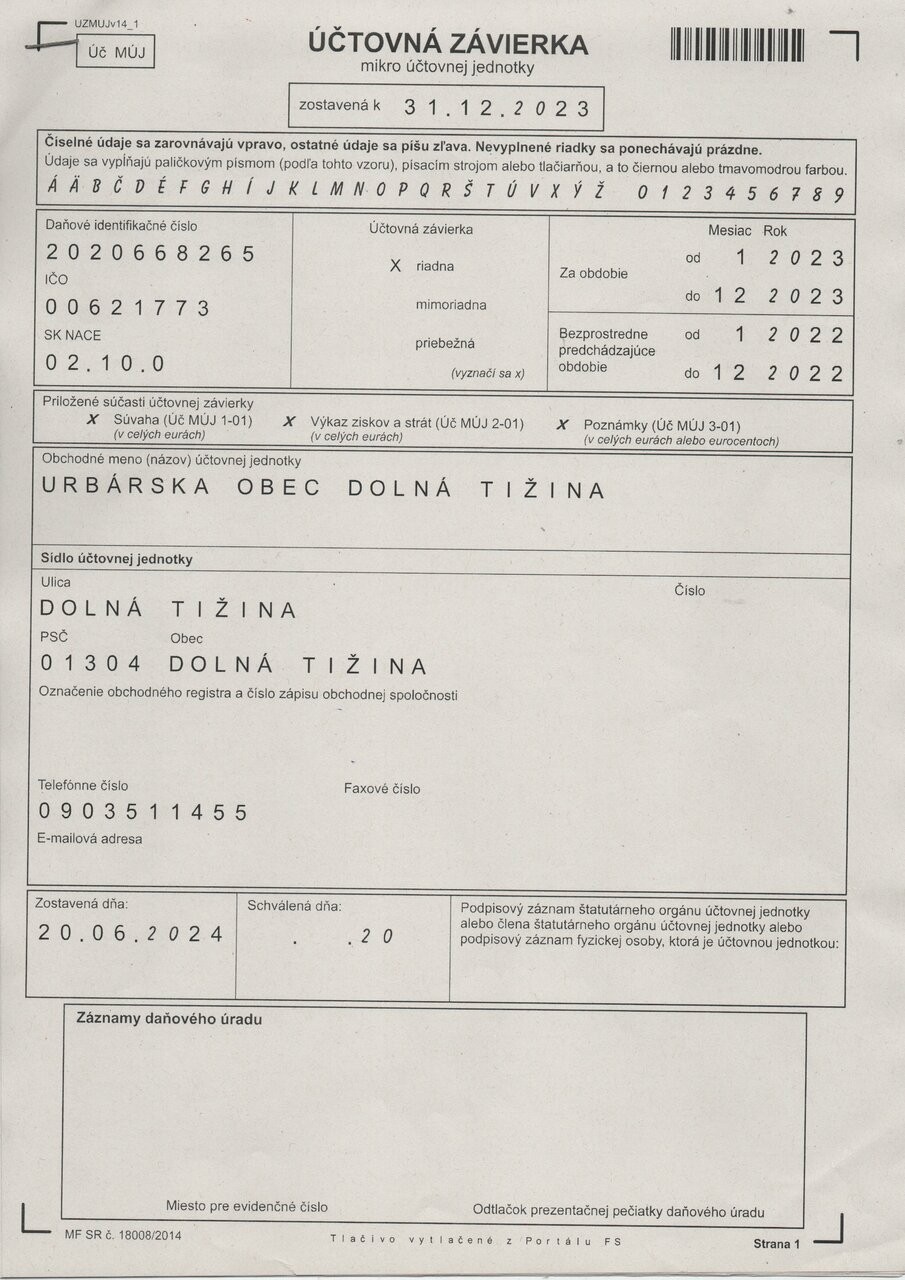 UZMUJv14_1
Úč MÚJ
ÚČTOVNÁ ZÁVIERKA
mikro účtovnej jednotky
zostavená k 31.12.2023
Číselné údaje sa zarovnávajú vpravo, ostatné údaje sa píšu zľava. Nevyplnené riadky sa ponechávajú prázdne.
Údaje sa vypĺňajú paličkovým písmom (podľa tohto vzoru), písacím strojom alebo tlačiarňou, a to čiernou alebo tmavomodrou farbou.
Á Ä B Č D É F G H Í J K L M N O P Q R Š T Ú V X Ý Ž 0 1 2 3 4 5 6 7 8 9
Daňové identifikačné číslo
2020668265
IČO
00621773
SK NACE
02.10.0
Účtovná závierka
X riadna
mimoriadna
priebežná
(vyznačí sa x)
Mesiac Rok
Za obdobie
od 1 2023
do 12 2023
Bezprostredne
predchádzajúce
obdobie
od 1 2022
do 12 2022
Priložené súčasti účtovnej závierky
X Súvaha (Úč MÚJ 1-01) X Výkaz ziskov a strát (Úč MÚJ 2-01) X Poznámky (Úč MÚJ 3-01)
(v celých eurách) (v celých eurách) (v celých eurách alebo eurocentoch)
Obchodné meno (názov) účtovnej jednotky
URBÁRSKA OBEC DOLNÁ TIŽINA
Sídlo účtovnej jednotky
Ulica Číslo
DOLNÁ TIŽINA
PSČ Obec
01304 DOLNÁ TIŽINA
Označenie obchodného registra a číslo zápisu obchodnej spoločnosti
Telefónne číslo Faxové číslo
0903511455
E-mailová adresa
Zostavená dňa:
20.06.2024
Schválená dňa:
. .20
Podpisový záznam štatutárneho orgánu účtovnej jednotky
alebo člena štatutárneho orgánu účtovnej jednotky alebo
podpisový záznam fyzickej osoby, ktorá je účtovnou jednotkou:
Záznamy daňového úradu
Miesto pre evidenčné číslo Odtlačok prezentačnej pečiatky daňového úradu
MF SR č. 18008/2014 Tlačivo vytlačené z Portálu FS Strana 1